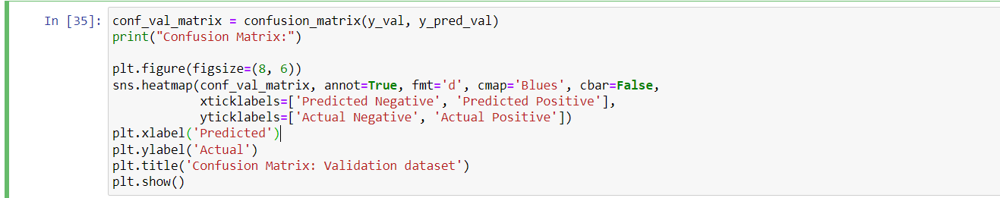 In [35]: conf_val_matrix = confusion_matrix(y_val, y_pred_val)
print("Confusion Matrix:")

plt.figure(figsize=(8, 6))
sns.heatmap(conf_val_matrix, annot=True, fmt='d', cmap='Blues', cbar=False,
            xticklabels=['Predicted Negative', 'Predicted Positive'],
            yticklabels=['Actual Negative', 'Actual Positive'])
plt.xlabel('Predicted')
plt.ylabel('Actual')
plt.title('Confusion Matrix: Validation dataset')
plt.show()